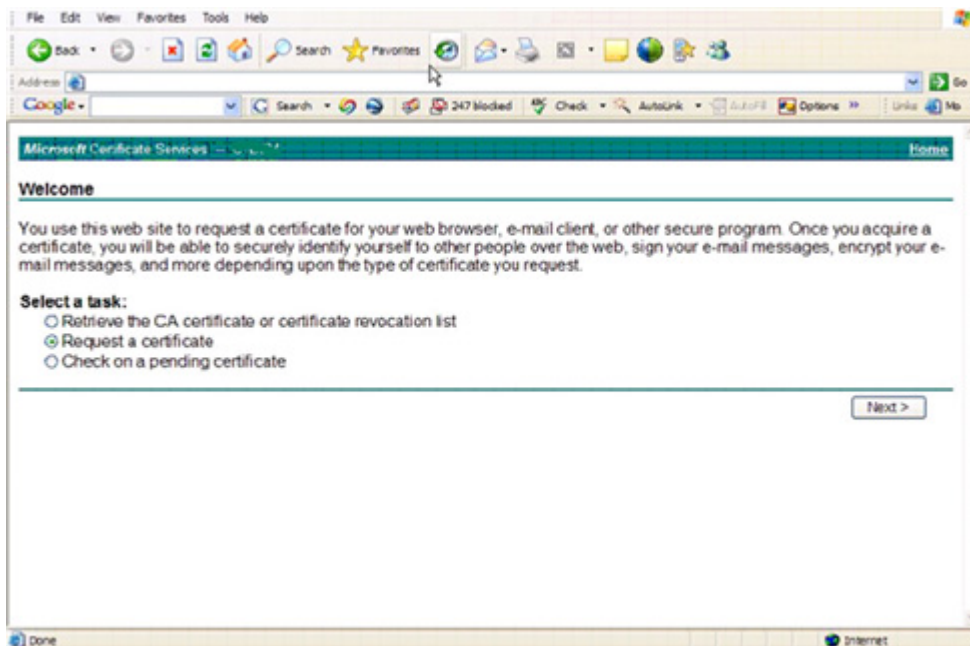 File Edit View Favorites Tools Help
Back Search Favorites
Address Go
Google Search 247 blocked Check AutoLink AutoFill Options Links
Microsoft Certificate Services -- Home
Welcome
You use this web site to request a certificate for your web browser, e-mail client, or other secure program. Once you acquire a
certificate, you will be able to securely identify yourself to other people over the web, sign your e-mail messages, encrypt your e-
mail messages, and more depending upon the type of certificate you request.
Select a task:
Retrieve the CA certificate or certificate revocation list
Request a certificate
Check on a pending certificate
Next >
Done Internet